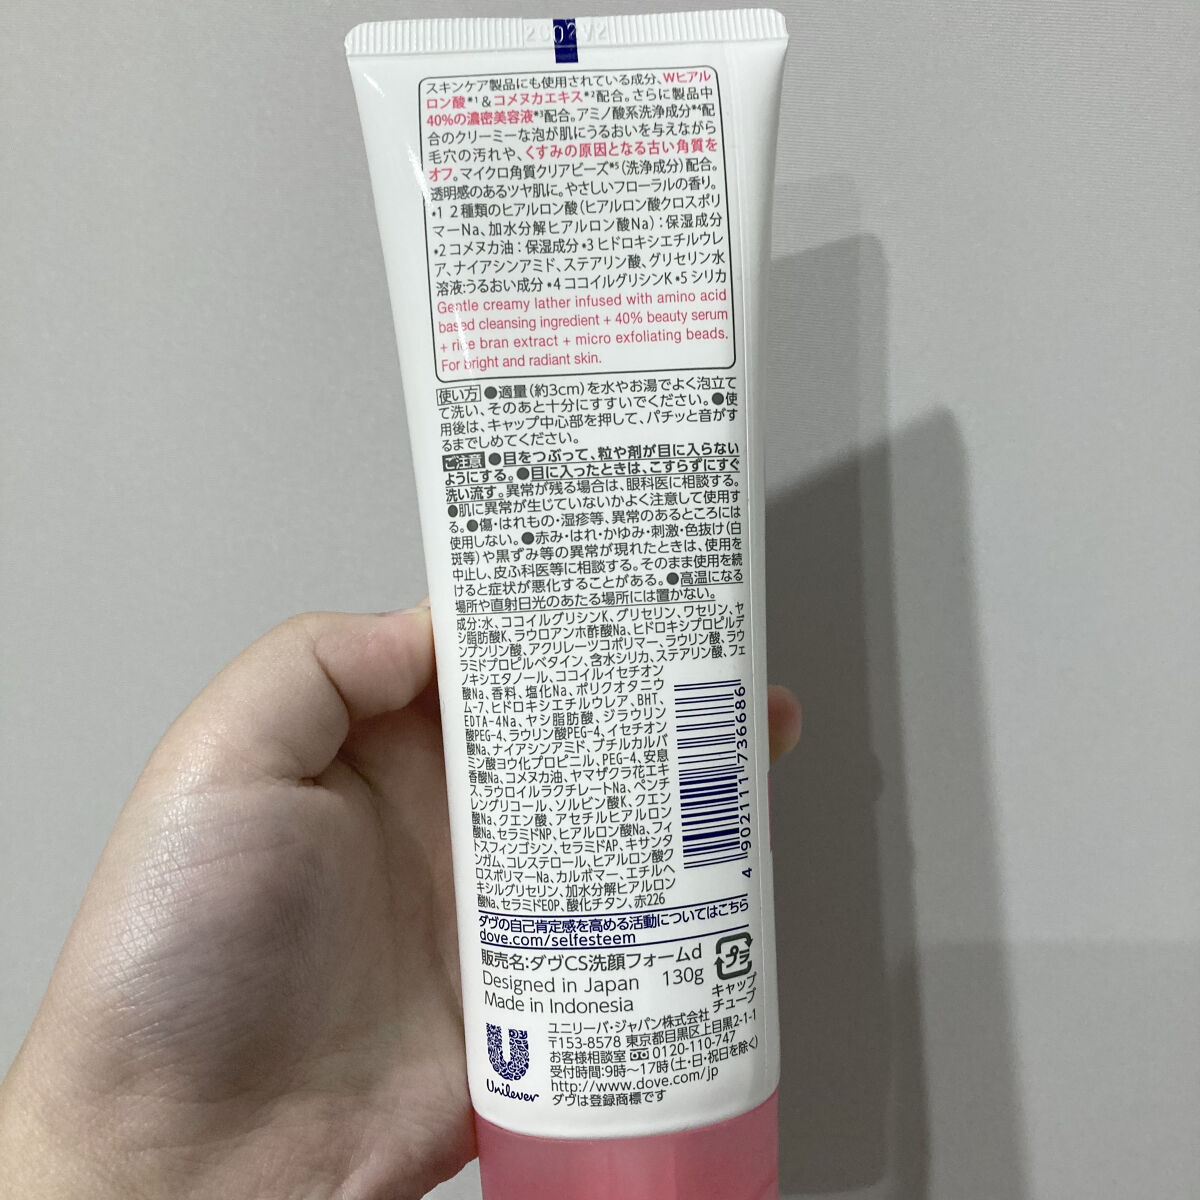 2C02V2
スキンケア製品にも使用されている成分、Wヒアル
ロン酸*1＆コメヌカエキス*2配合。さらに製品中
40%の濃密美容液*3配合。アミノ酸系洗浄成分*4配
合のクリーミーな泡が肌にうるおいを与えながら
毛穴の汚れや、くすみの原因となる古い角質を
オフ。マイクロ角質クリアビーズ*5（洗浄成分）配合。
透明感のあるツヤ肌に。やさしいフローラルの香り。
*1 2種類のヒアルロン酸（ヒアルロン酸クロスポリ
マーNa、加水分解ヒアルロン酸Na）：保湿成分
*2 コメヌカ油：保湿成分 *3 ヒドロキシエチルウレ
ア、ナイアシンアミド、ステアリン酸、グリセリン水
溶液:うるおい成分 *4 ココイルグリシンK *5 シリカ
Gentle creamy lather infused with amino acid
based cleansing ingredient + 40% beauty serum
+ rice bran extract + micro exfoliating beads.
For bright and radiant skin.
使い方 ●適量（約3cm）を水やお湯でよく泡立て
て洗い、そのあと十分にすすいでください。●使
用後は、キャップ中心部を押して、パチッと音がす
るまでしめてください。
ご注意 ●目をつぶって、粒や剤が目に入らない
ようにする。●目に入ったときは、こすらずにすぐ
洗い流す。異常が残る場合は、眼科医に相談する。
●肌に異常が生じていないかよく注意して使用す
る。●傷・はれもの・湿疹等、異常のあるところには
使用しない。●赤み・はれ・かゆみ・刺激・色抜け（白
斑等）や黒ずみ等の異常が現れたときは、使用を
中止し、皮ふ科医等に相談する。そのまま使用を続
けると症状が悪化することがある。●高温になる
場所や直射日光のあたる場所には置かない。
成分:水、ココイルグリシンK、グリセリン、ワセリン、ヤ
シ脂肪酸K、ラウロアンホ酢酸Na、ヒドロキシプロピルデ
ンプンリン酸、アクリレーツコポリマー、ラウリン酸、ラウ
ラミドプロピルベタイン、含水シリカ、ステアリン酸、フェ
ノキシエタノール、ココイルイセチオン
酸Na、香料、塩化Na、ポリクオタニウ
ム-7、ヒドロキシエチルウレア、BHT、
EDTA-4Na、ヤシ脂肪酸、ジラウリン
酸PEG-4、ラウリン酸PEG-4、イセチオン
酸Na、ナイアシンアミド、ブチルカルバ
ミン酸ヨウ化プロピニル、PEG-4、安息
香酸Na、コメヌカ油、ヤマザクラ花エキ
ス、ラウロイルラクチレートNa、ペンチ
レングリコール、ソルビン酸K、クエン
酸Na、クエン酸、アセチルヒアルロン
酸Na、セラミドNP、ヒアルロン酸Na、フィ
トスフィンゴシン、セラミドAP、キサンタ
ンガム、コレステロール、ヒアルロン酸ク
ロスポリマーNa、カルボマー、エチルヘ
キシルグリセリン、加水分解ヒアルロン
酸Na、セラミドEOP、酸化チタン、赤226
4 902111 736686
ダヴの自己肯定感を高める活動についてはこちら
dove.com/selfesteem
販売名：ダヴCS洗顔フォームd
Designed in Japan 130g
Made in Indonesia
プラ
キャップ
チューブ
Unilever
ユニリーバ・ジャパン株式会社
〒153-8578 東京都目黒区上目黒2-1-1
お客様相談室 0120-110-747
受付時間：9時〜17時（土・日・祝日を除く）
http://www.dove.com/jp
ダヴは登録商標です